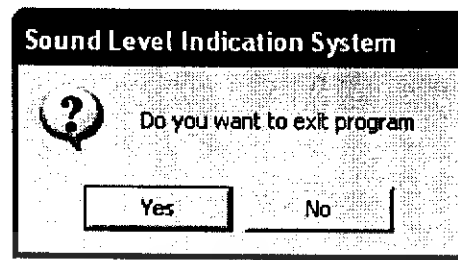 Sound Level Indication System
?
Do you want to exit program
Yes
No